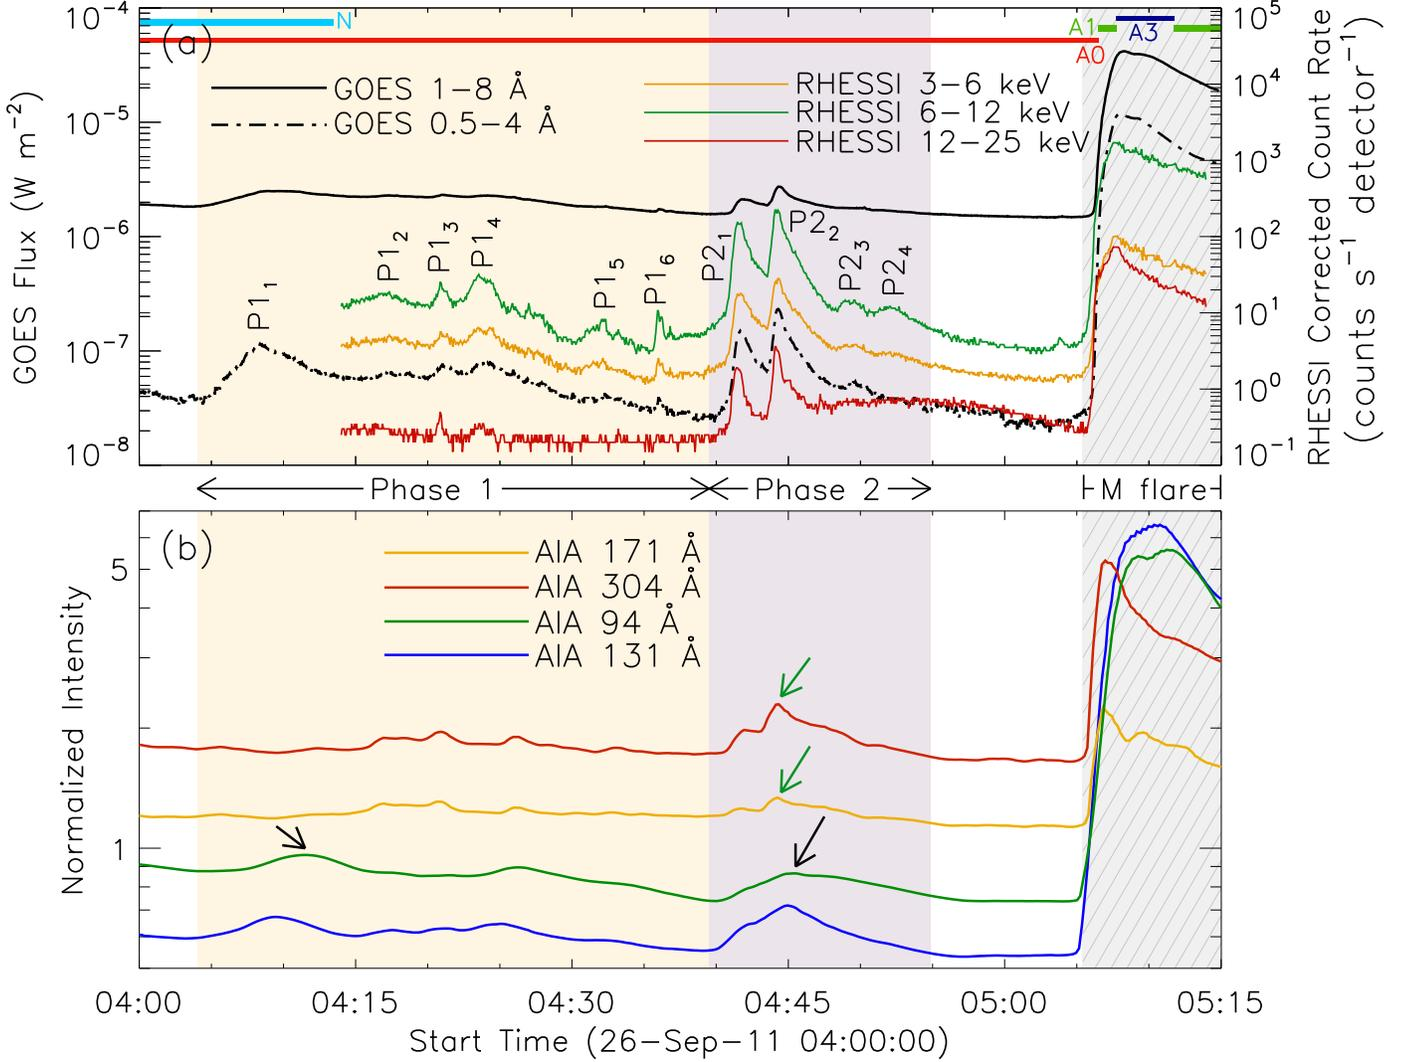 10⁻⁴
10⁻⁵
10⁻⁶
10⁻⁷
10⁻⁸
GOES Flux (W m⁻²)
N
(a)
A1
A3
A0
GOES 1−8 Å
GOES 0.5−4 Å
RHESSI 3−6 keV
RHESSI 6−12 keV
RHESSI 12−25 keV
P1₁
P1₂
P1₃
P1₄
P1₅
P1₆
P2₁
P2₂
P2₃
P2₄
10⁵
10⁴
10³
10²
10¹
10⁰
10⁻¹
RHESSI Corrected Count Rate
(counts s⁻¹ detector⁻¹)
Phase 1
Phase 2
M flare
(b)
AIA 171 Å
AIA 304 Å
AIA 94 Å
AIA 131 Å
5
1
Normalized Intensity
04:00 04:15 04:30 04:45 05:00 05:15
Start Time (26−Sep−11 04:00:00)